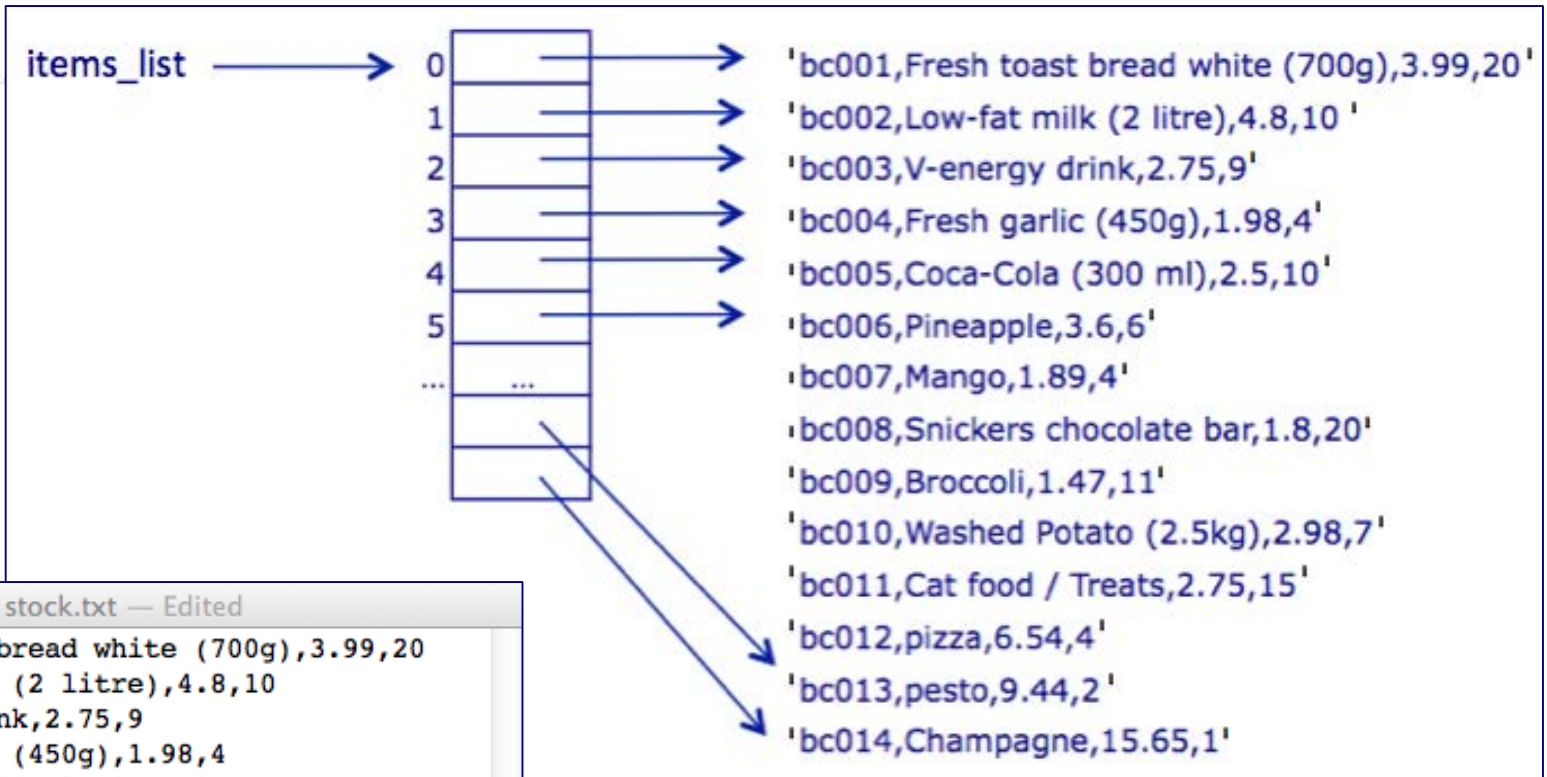 items_list
0
1
2
3
4
5
... ...
'bc001,Fresh toast bread white (700g),3.99,20'
'bc002,Low-fat milk (2 litre),4.8,10 '
'bc003,V-energy drink,2.75,9'
'bc004,Fresh garlic (450g),1.98,4'
'bc005,Coca-Cola (300 ml),2.5,10'
'bc006,Pineapple,3.6,6'
'bc007,Mango,1.89,4'
'bc008,Snickers chocolate bar,1.8,20'
'bc009,Broccoli,1.47,11'
'bc010,Washed Potato (2.5kg),2.98,7'
'bc011,Cat food / Treats,2.75,15'
'bc012,pizza,6.54,4'
'bc013,pesto,9.44,2'
'bc014,Champagne,15.65,1'
stock.txt — Edited
bread white (700g),3.99,20
(2 litre),4.8,10
nk,2.75,9
(450g),1.98,4